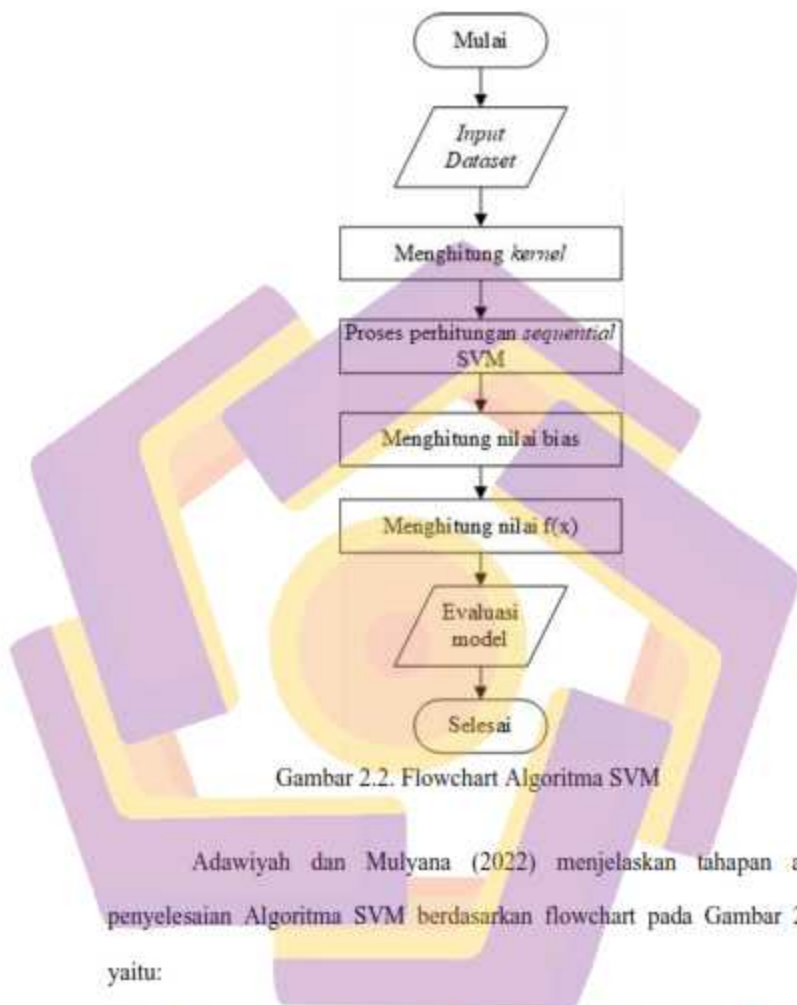 Mulai
Input
Dataset
Menghitung kernel
Proses perhitungan sequential
SVM
Menghitung nilai bias
Menghitung nilai f(x)
Evaluasi
model
Selesai
Gambar 2.2. Flowchart Algoritma SVM
Adawiyah dan Mulyana (2022) menjelaskan tahapan
penyelesaian Algoritma SVM berdasarkan flowchart pada Gambar
yaitu: